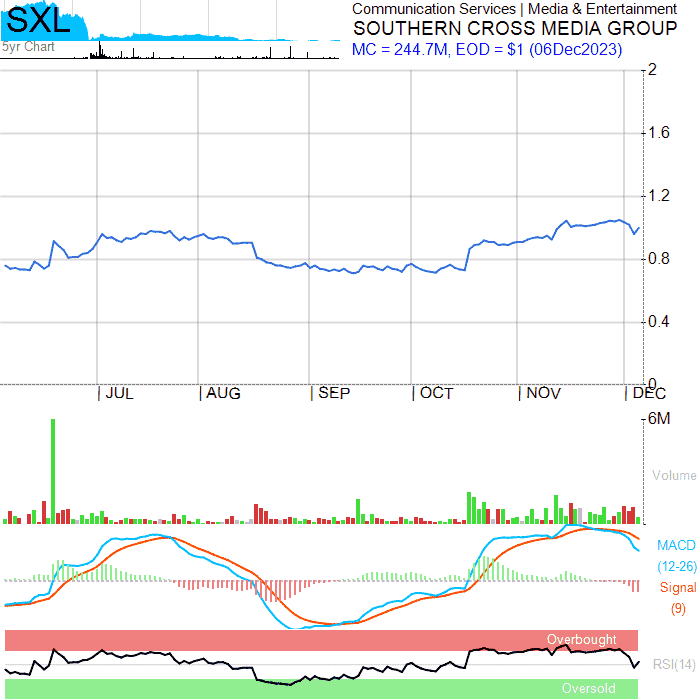 SXL
5yr Chart
Communication Services | Media & Entertainment
SOUTHERN CROSS MEDIA GROUP
MC = 244.7M, EOD = $1 (06Dec2023)
2
1.6
1.2
0.8
0.4
0
JUL AUG SEP OCT NOV DEC
6M
Volume
MACD
(12-26)
Signal
(9)
Overbought
RSI(14)
Oversold